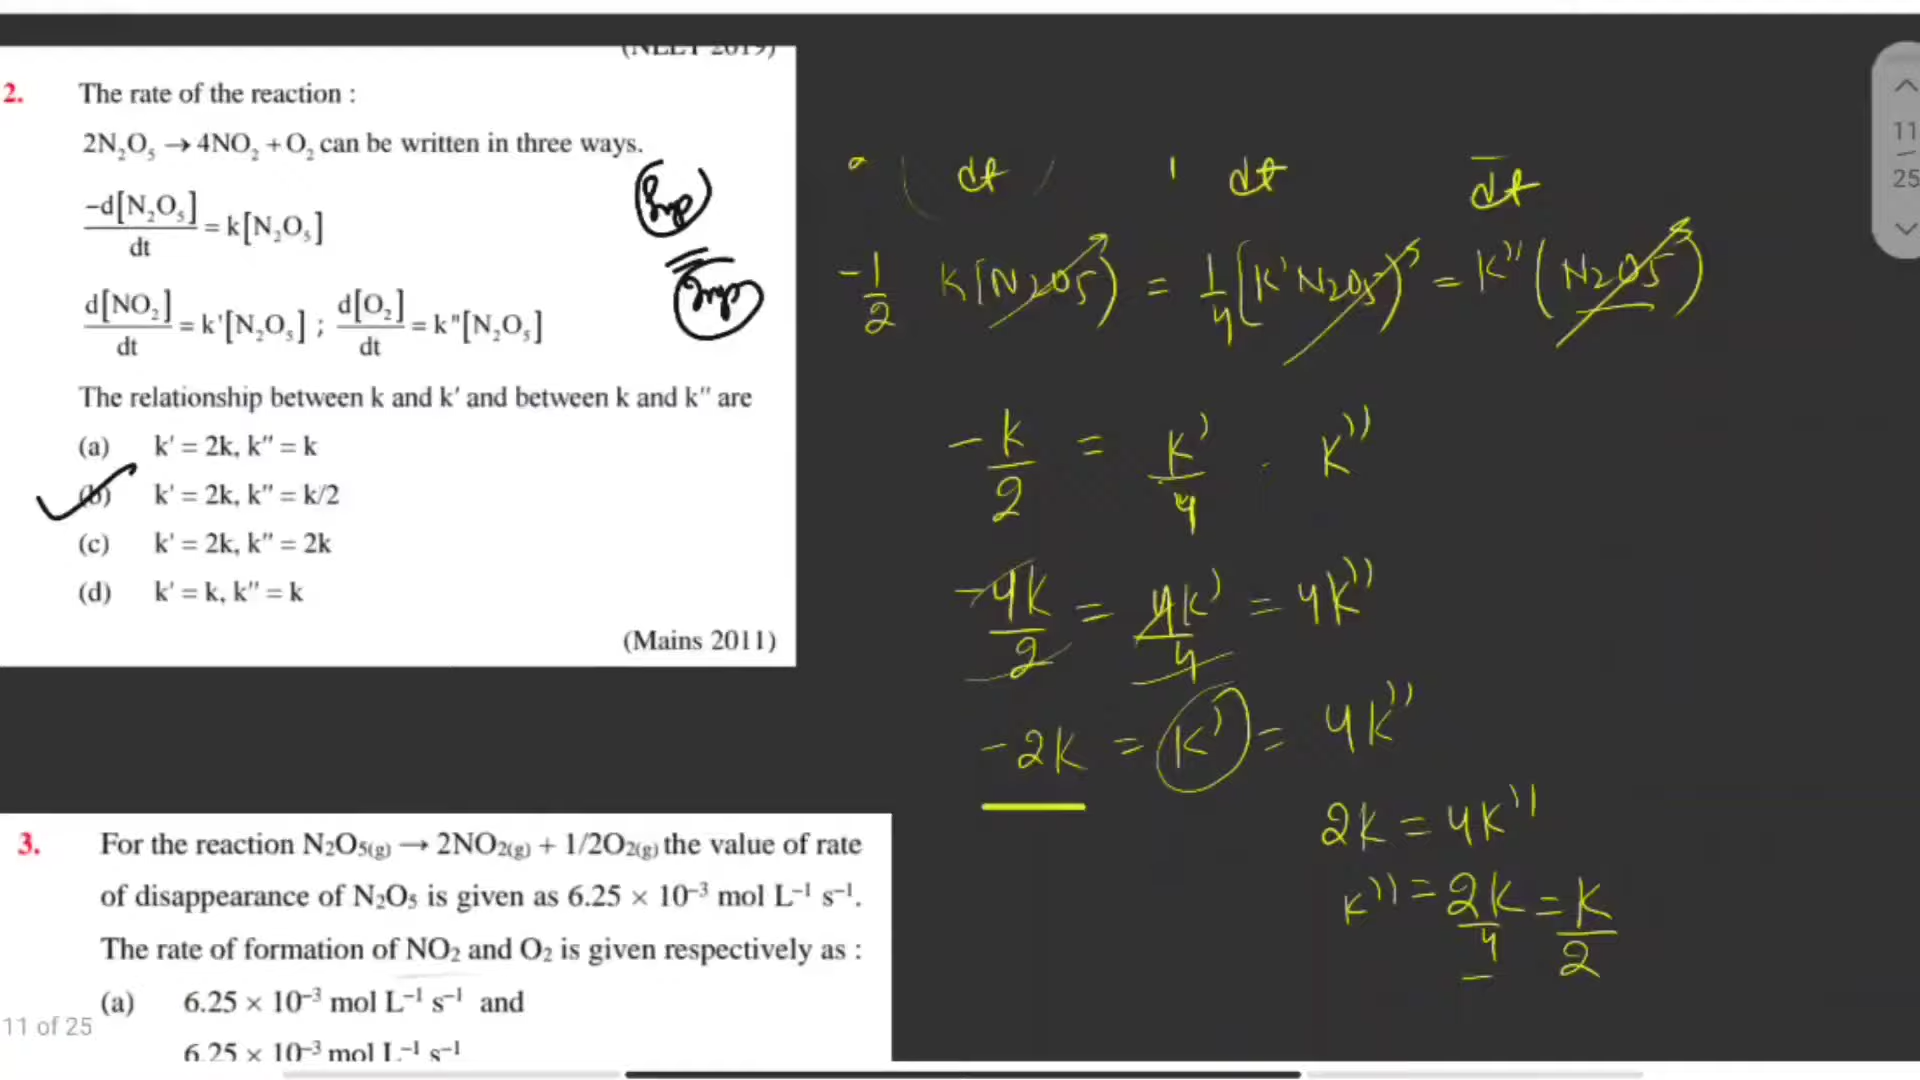 (NEET 2019)
2. The rate of the reaction :
2N₂O₅ → 4NO₂ + O₂ can be written in three ways.
-d[N₂O₅]/dt = k[N₂O₅]
d[NO₂]/dt = k'[N₂O₅] ; d[O₂]/dt = k"[N₂O₅]
The relationship between k and k' and between k and k" are
(a) k' = 2k, k" = k
(b) k' = 2k, k" = k/2
(c) k' = 2k, k" = 2k
(d) k' = k, k" = k
(Mains 2011)
Imp
Imp
dt dt dt
-1/2 K[N2O5) = 1/4 [K' N2O5) = K'' (N2O5)
-K/2 = K'/4 K''
-4K/2 = 4K'/4 = 4K''
-2K = K' = 4K''
2K = 4K''
K'' = 2K/4 = K/2
3. For the reaction N₂O₅(g) → 2NO₂(g) + 1/2O₂(g) the value of rate
of disappearance of N₂O₅ is given as 6.25 × 10⁻³ mol L⁻¹ s⁻¹.
The rate of formation of NO₂ and O₂ is given respectively as :
(a) 6.25 × 10⁻³ mol L⁻¹ s⁻¹ and
6.25 × 10⁻³ mol L⁻¹ s⁻¹
11 of 25
11
25